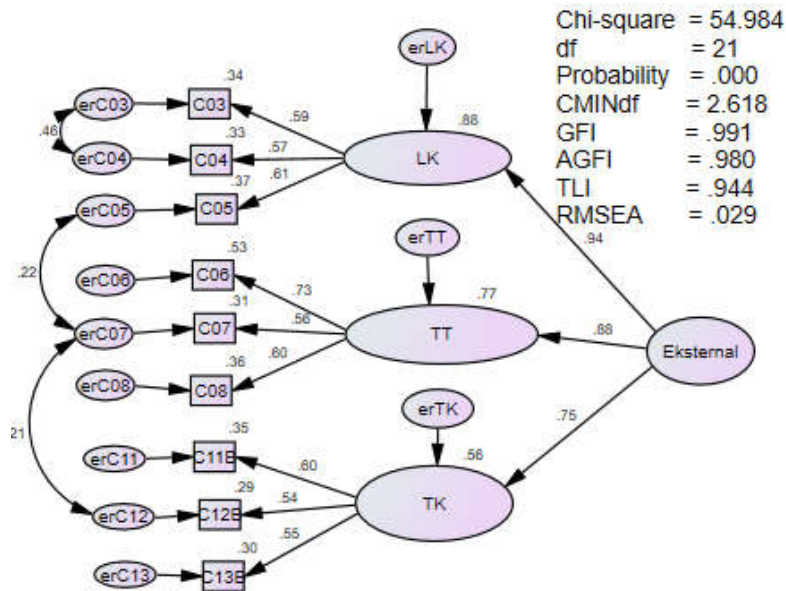 Chi-square = 54.984
df = 21
Probability = .000
CMINdf = 2.618
GFI = .991
AGFI = .980
TLI = .944
RMSEA = .029
erLK
.34
erC03
C03
.59
.88
.46
.33
erC04
C04
.57
LK
.37
.61
erC05
C05
.94
erTT
.53
.22
erC06
C06
.73
.77
.31
erC07
C07
.56
TT
.88
Eksternal
.36
.60
erC08
C08
erTK
.75
21
.35
erC11
C11B
.60
.56
.29
.54
erC12
C12B
TK
.30
.55
erC13
C13B